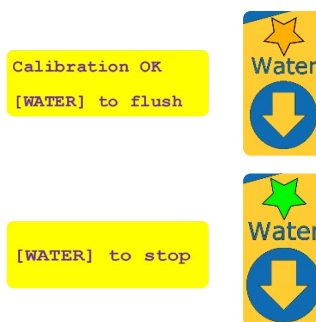 Calibration OK
[WATER] to flush
Water
[WATER] to stop
Water